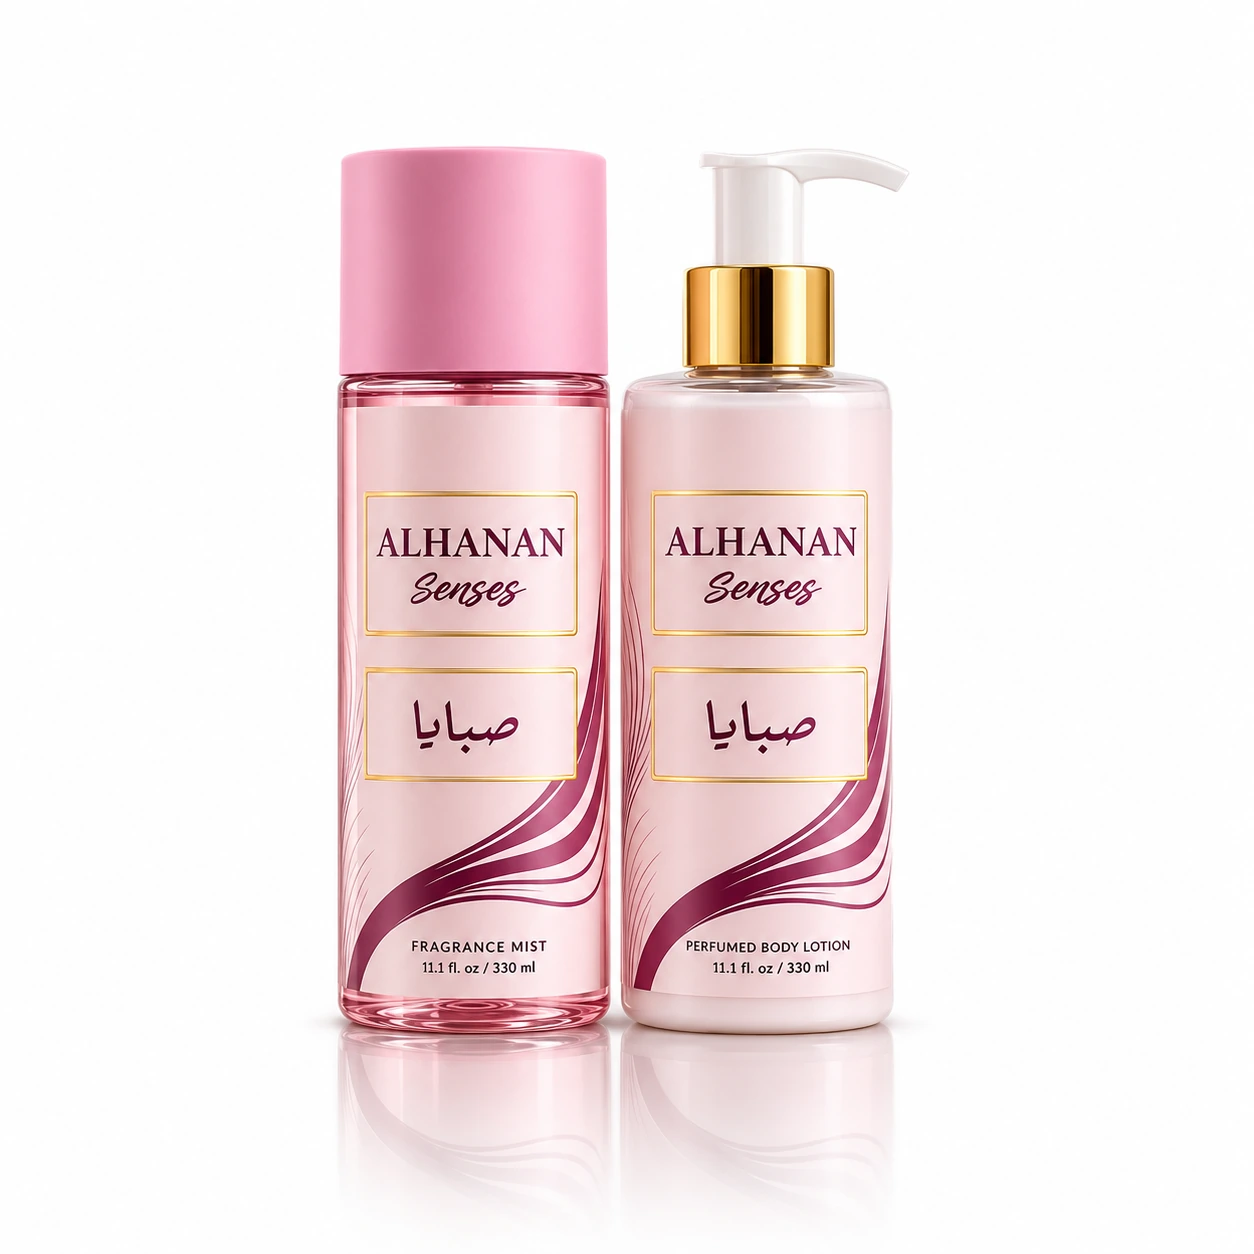 ALHANAN
Senses
صبايا
FRAGRANCE MIST
11.1 fl. oz / 330 ml
ALHANAN
Senses
صبايا
PERFUMED BODY LOTION
11.1 fl. oz / 330 ml